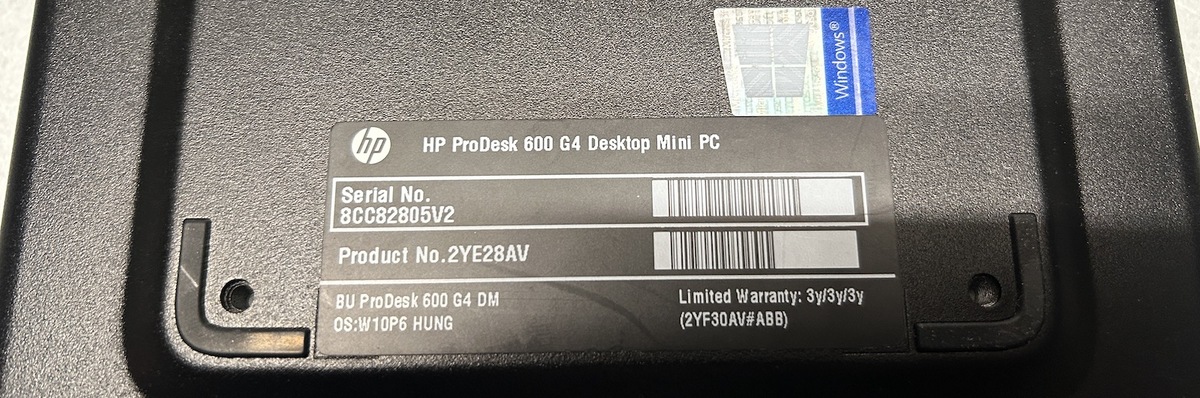 Windows®
hp
HP ProDesk 600 G4 Desktop Mini PC
Serial No.
8CC82805V2
Product No.2YE28AV
BU ProDesk 600 G4 DM
OS:W10P6 HUNG
Limited Warranty: 3y/3y/3y
(2YF30AV#ABB)